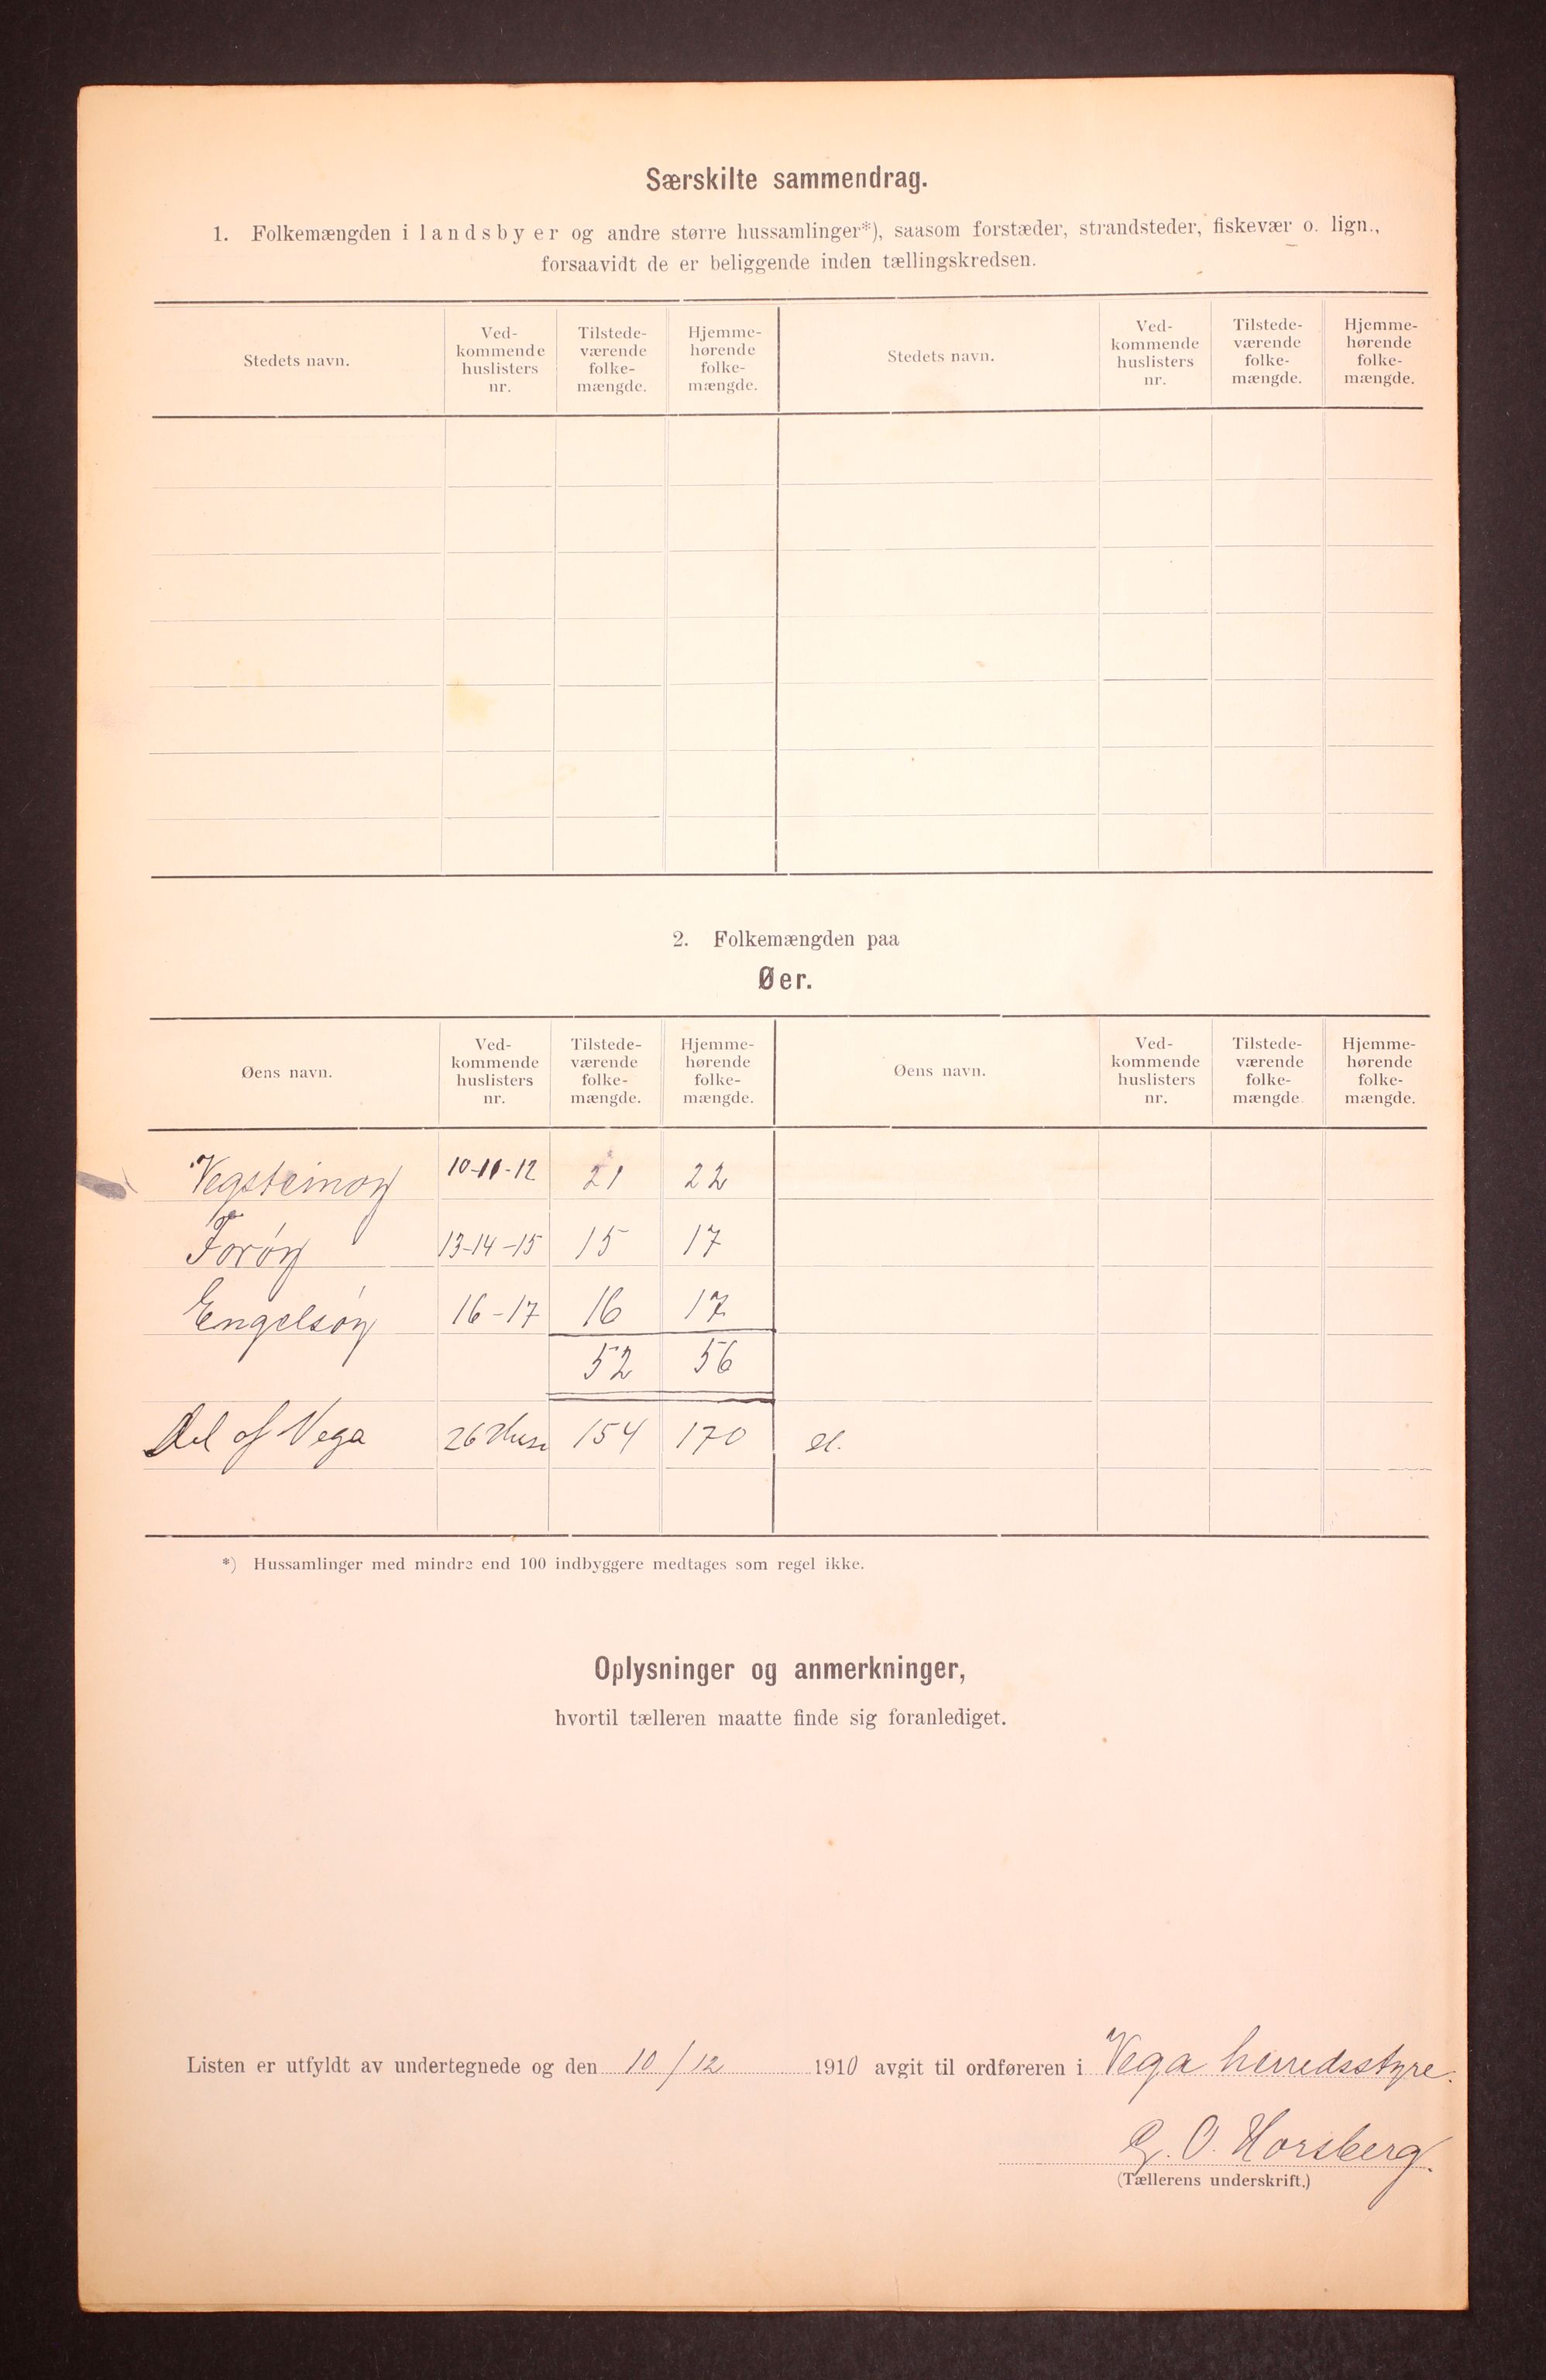 Særskilte sammendrag.
1. Folkemængden i landsbyer og andre større hussamlinger*), saasom forstæder, strandsteder, fiskevær o. lign.,
forsaavidt de er beliggende inden tællingskredsen.
Stedets navn. Ved-kommende huslisters nr. Tilstede-værende folke-mængde. Hjemme-hørende folke-mængde. Stedets navn. Ved-kommende huslisters nr. Tilstede-værende folke-mængde. Hjemme-hørende folke-mængde.
2. Folkemængden paa
Øer.
Øens navn. Ved-kommende huslisters nr. Tilstede-værende folke-mængde. Hjemme-hørende folke-mængde. Øens navn. Ved-kommende huslisters nr. Tilstede-værende folke-mængde Hjemme-hørende folke-mængde.
Vegsteinøy 10-11-12 21 22
Forøy 13-14-15 15 17
Engelsøy 16-17 16 17
52 56
Del af Vega 26 Huse 154 170
*) Hussamlinger med mindre end 100 indbyggere medtages som regel ikke.
Oplysninger og anmerkninger,
hvortil tælleren maatte finde sig foranlediget.
Listen er utfyldt av undertegnede og den 10/12 1910 avgit til ordføreren i Vega herredsstyre.
O. Horsberg.
(Tællerens underskrift.)